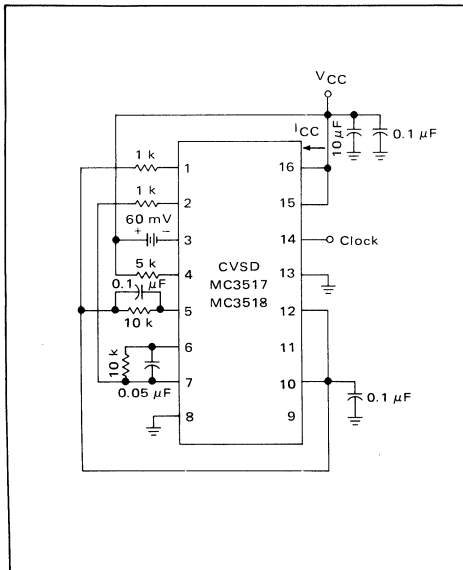 VCC
ICC
10 µF
0.1 µF
1 k
1
16
1 k
2
15
60 mV
+ −
3
14
Clock
5 k
4
CVSD
MC3517
MC3518
13
0.1 µF
5
12
10 k
6
11
10 k
7
10
0.05 µF
0.1 µF
8
9